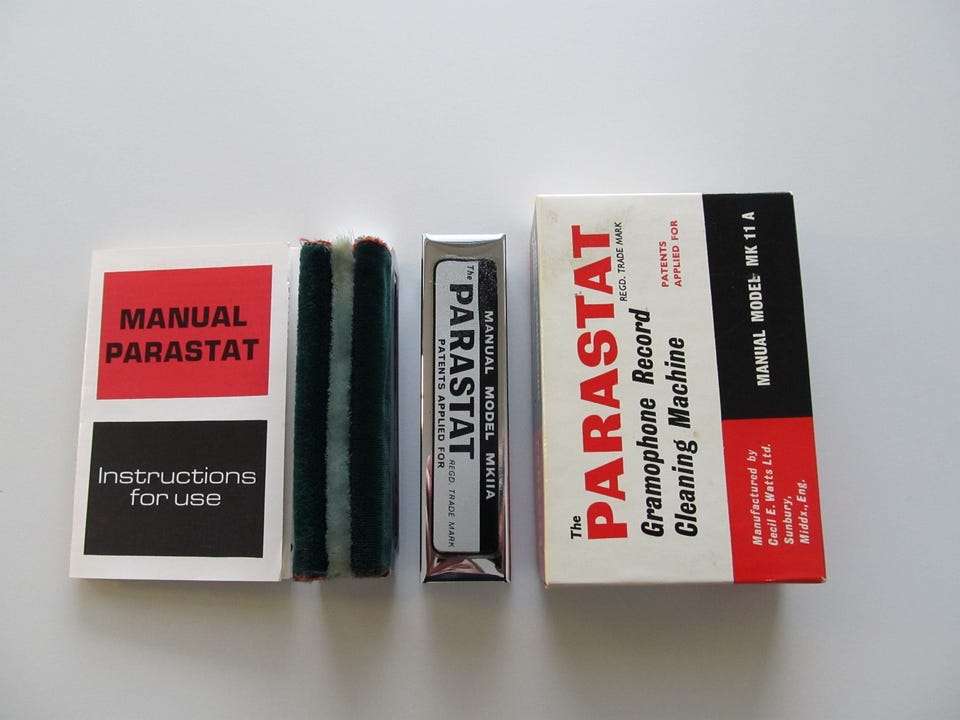 MANUAL
PARASTAT
Instructions
for use
The
PARASTAT
MANUAL MODEL MKIIA
PATENTS APPLIED FOR
REGD. TRADE MARK
The
PARASTAT
REGD. TRADE MARK
Gramophone Record
Cleaning Machine
PATENTS
APPLIED FOR
MANUAL MODEL MK 11 A
Manufactured by
Cecil E. Watts Ltd.
Sunbury,
Middx., Eng.